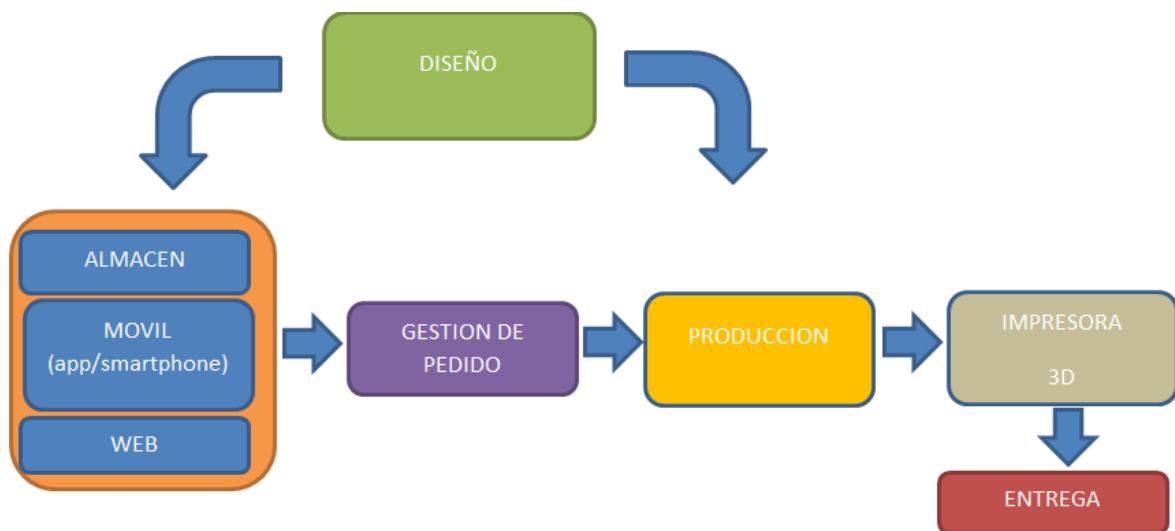 DISEÑO
ALMACEN
MOVIL
(app/smartphone)
WEB
GESTION DE
PEDIDO
PRODUCCION
IMPRESORA
3D
ENTREGA